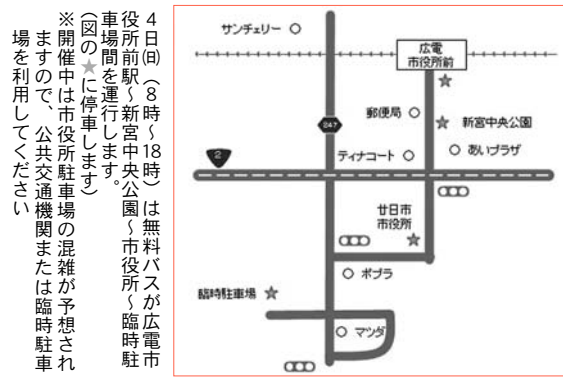 ４日㈰（８時～18時）は無料バスが広電市
役所前駅～新宮中央公園～市役所～臨時駐
車場間を運行します。
（図の★に停車します）
※開催中は市役所駐車場の混雑が予想され
ますので、公共交通機関または臨時駐車
場を利用してください
サンチェリー
広電
市役所前
郵便局
新宮中央公園
247
ティナコート
あいプラザ
2
廿日市
市役所
ポプラ
臨時駐車場
マツダ